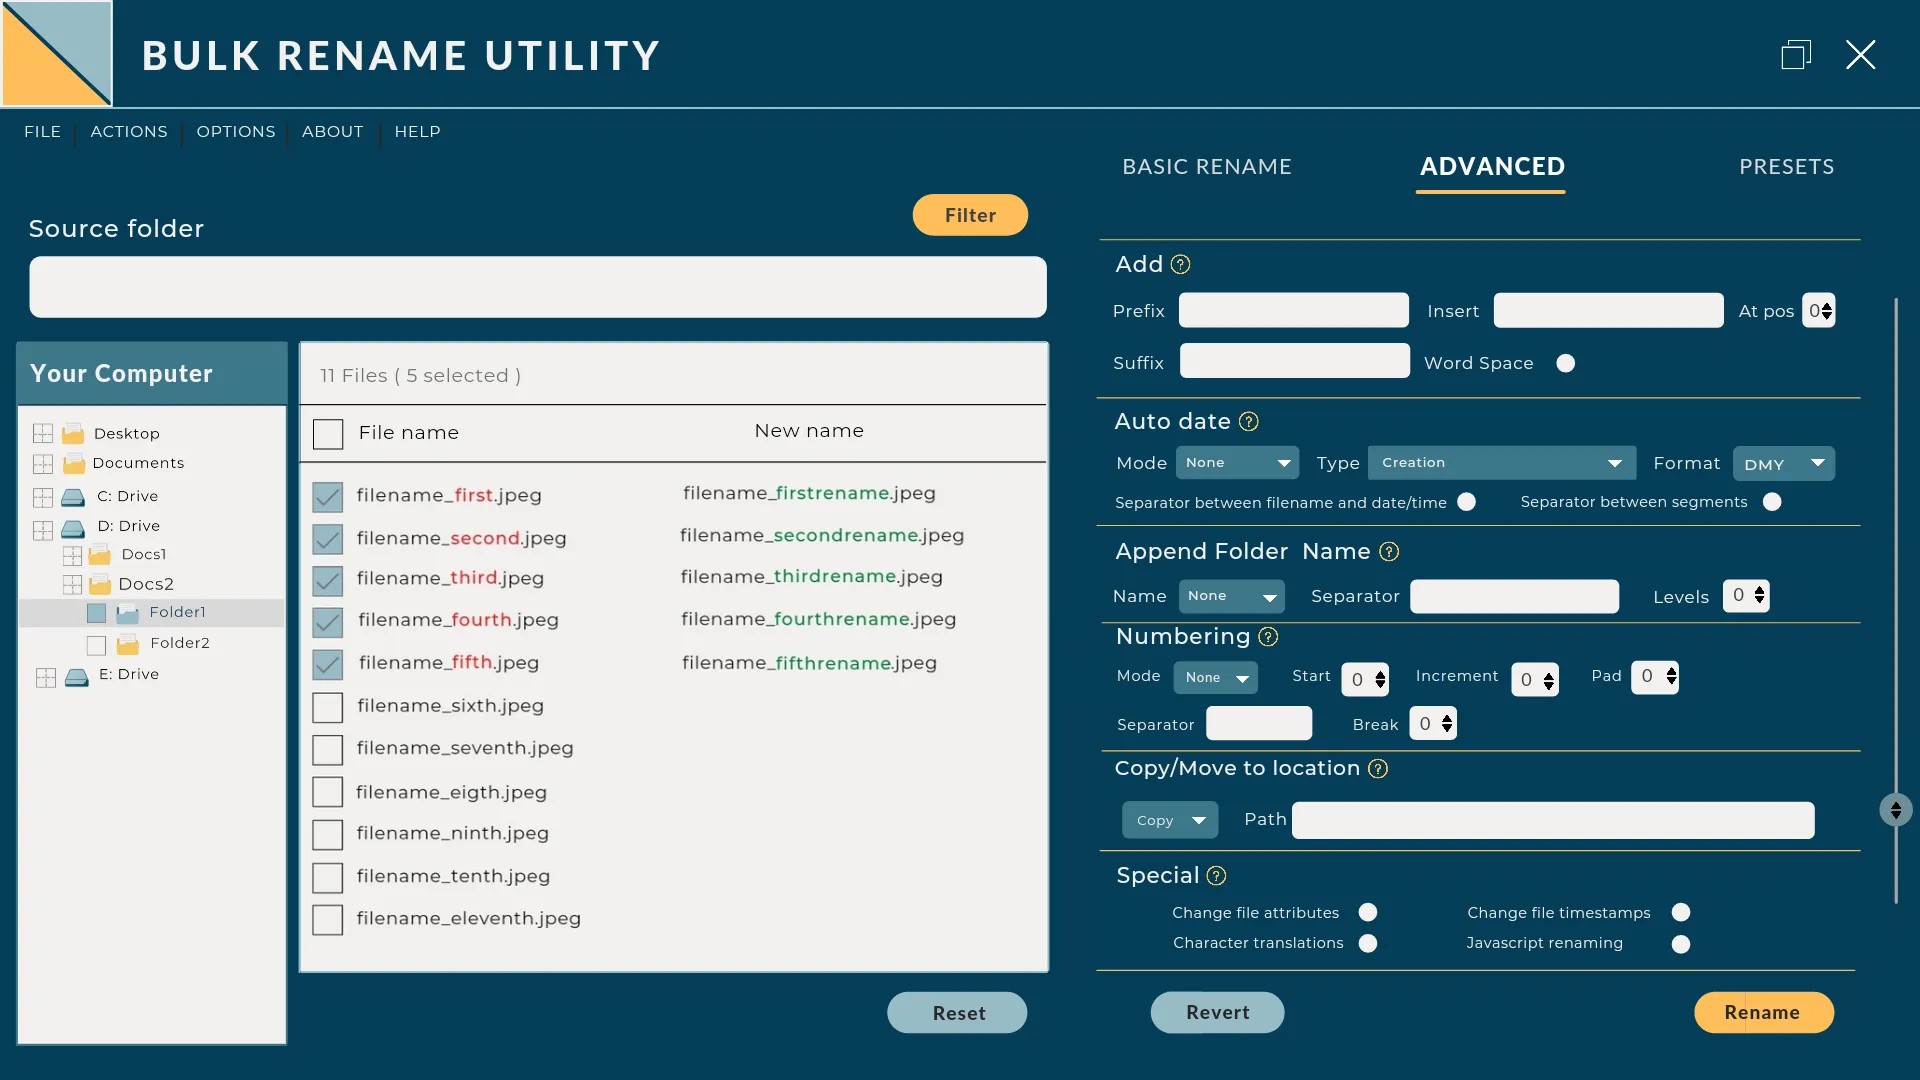 BULK RENAME UTILITY
FILE ACTIONS OPTIONS ABOUT HELP
BASIC RENAME ADVANCED PRESETS
Source folder
Filter
Your Computer
Desktop
Documents
C: Drive
D: Drive
Docs1
Docs2
Folder1
Folder2
E: Drive
11 Files ( 5 selected )
File name New name
filename_first.jpeg filename_firstrename.jpeg
filename_second.jpeg filename_secondrename.jpeg
filename_third.jpeg filename_thirdrename.jpeg
filename_fourth.jpeg filename_fourthrename.jpeg
filename_fifth.jpeg filename_fifthrename.jpeg
filename_sixth.jpeg
filename_seventh.jpeg
filename_eigth.jpeg
filename_ninth.jpeg
filename_tenth.jpeg
filename_eleventh.jpeg
Reset
Add ?
Prefix Insert At pos 0
Suffix Word Space
Auto date ?
Mode None Type Creation Format DMY
Separator between filename and date/time Separator between segments
Append Folder Name ?
Name None Separator Levels 0
Numbering ?
Mode None Start 0 Increment 0 Pad 0
Separator Break 0
Copy/Move to location ?
Copy Path
Special ?
Change file attributes Change file timestamps
Character translations Javascript renaming
Revert Rename